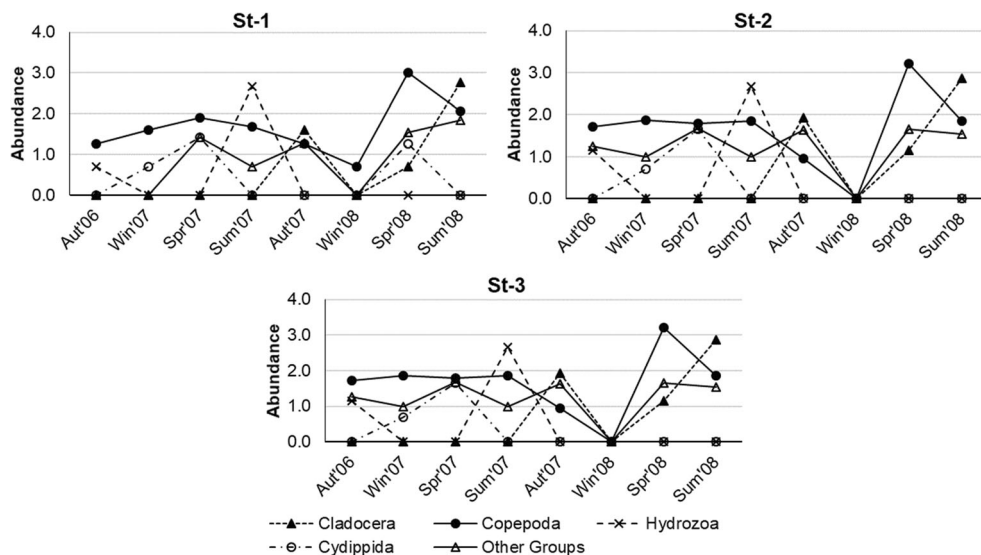 St-1
4.0
3.0
2.0
1.0
0.0
Abundance
Aut'06
Win'07
Spr'07
Sum'07
Aut'07
Win'08
Spr'08
Sum'08
St-2
4.0
3.0
2.0
1.0
0.0
Abundance
Aut'06
Win'07
Spr'07
Sum'07
Aut'07
Win'08
Spr'08
Sum'08
St-3
4.0
3.0
2.0
1.0
0.0
Abundance
Aut'06
Win'07
Spr'07
Sum'07
Aut'07
Win'08
Spr'08
Sum'08
Cladocera Copepoda Hydrozoa
Cydippida Other Groups